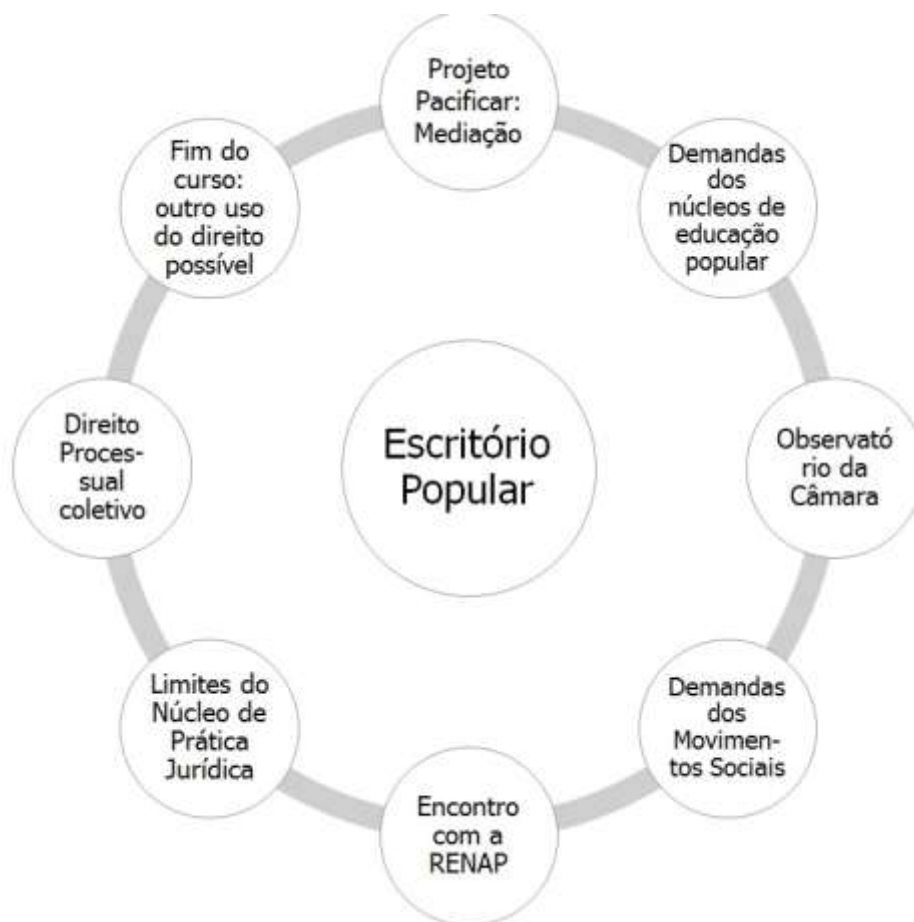 Projeto
Pacificar:
Mediação
Demandas
dos
núcleos de
educação
popular
Observató
rio da
Câmara
Demandas
dos
Movimen-
tos Sociais
Encontro
com a
RENAP
Limites do
Núcleo de
Prática
Jurídica
Direito
Proces-
sual
coletivo
Fim do
curso:
outro uso
do direito
possível
Escritório
Popular